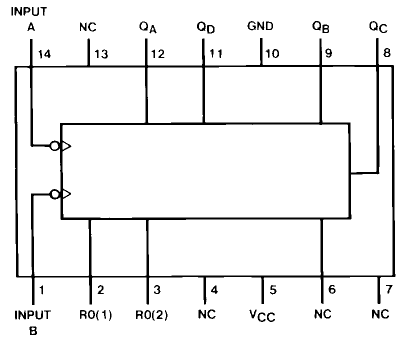 INPUT
A NC QA QD GND QB QC
14 13 12 11 10 9 8
1 2 3 4 5 6 7
INPUT R0(1) R0(2) NC VCC NC NC
B